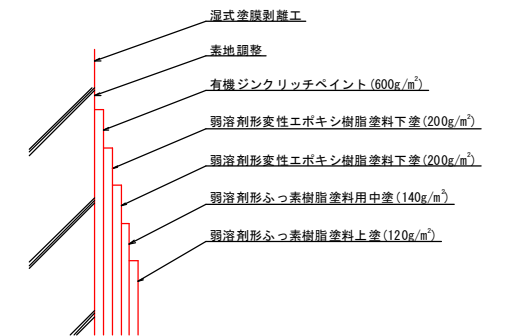 湿式塗膜剥離工
素地調整
有機ジンクリッチペイント(600g/m²)
弱溶剤形変性エポキシ樹脂塗料下塗(200g/m²)
弱溶剤形変性エポキシ樹脂塗料下塗(200g/m²)
弱溶剤形ふっ素樹脂塗料用中塗(140g/m²)
弱溶剤形ふっ素樹脂塗料上塗(120g/m²)